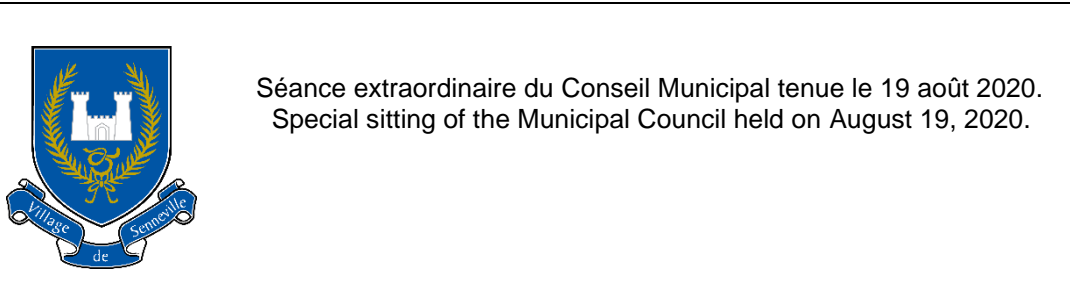 Séance extraordinaire du Conseil Municipal tenue le 19 août 2020.
Special sitting of the Municipal Council held on August 19, 2020.
Village
de
Senneville